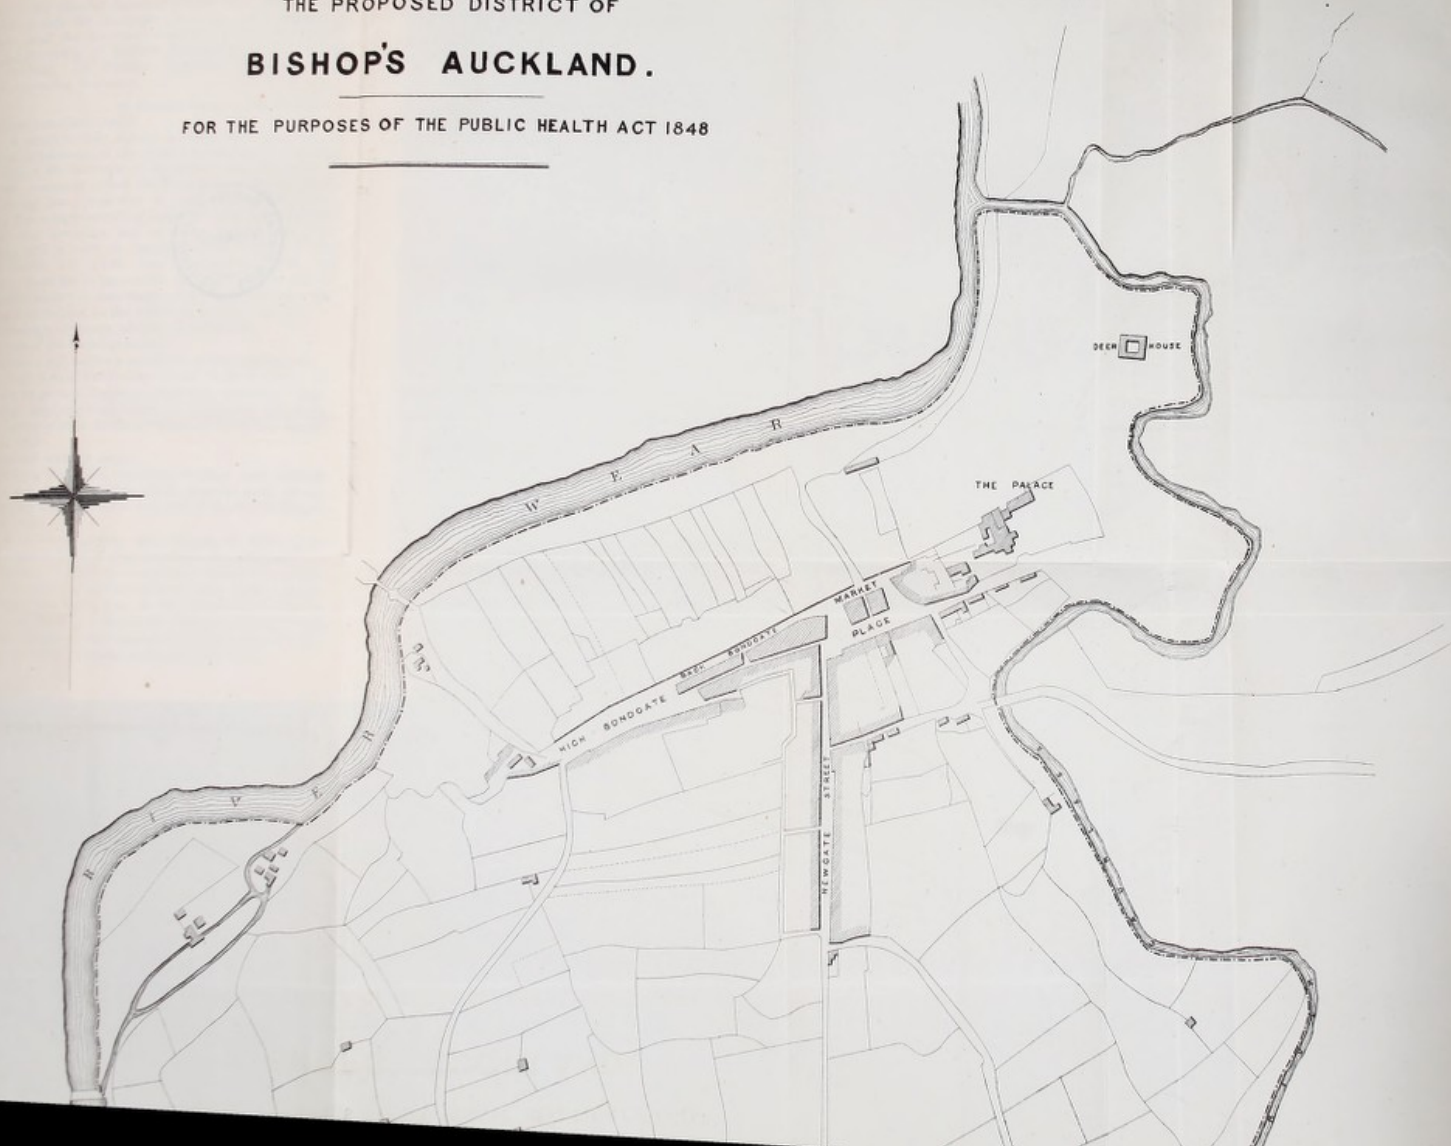 THE PROPOSED DISTRICT OF
BISHOP'S AUCKLAND.
FOR THE PURPOSES OF THE PUBLIC HEALTH ACT 1848
DEER HOUSE
RIVER WEAR
THE PALACE
MARKET
PLACE
BACK BONDGATE
HIGH BONDGATE
NEWGATE STREET